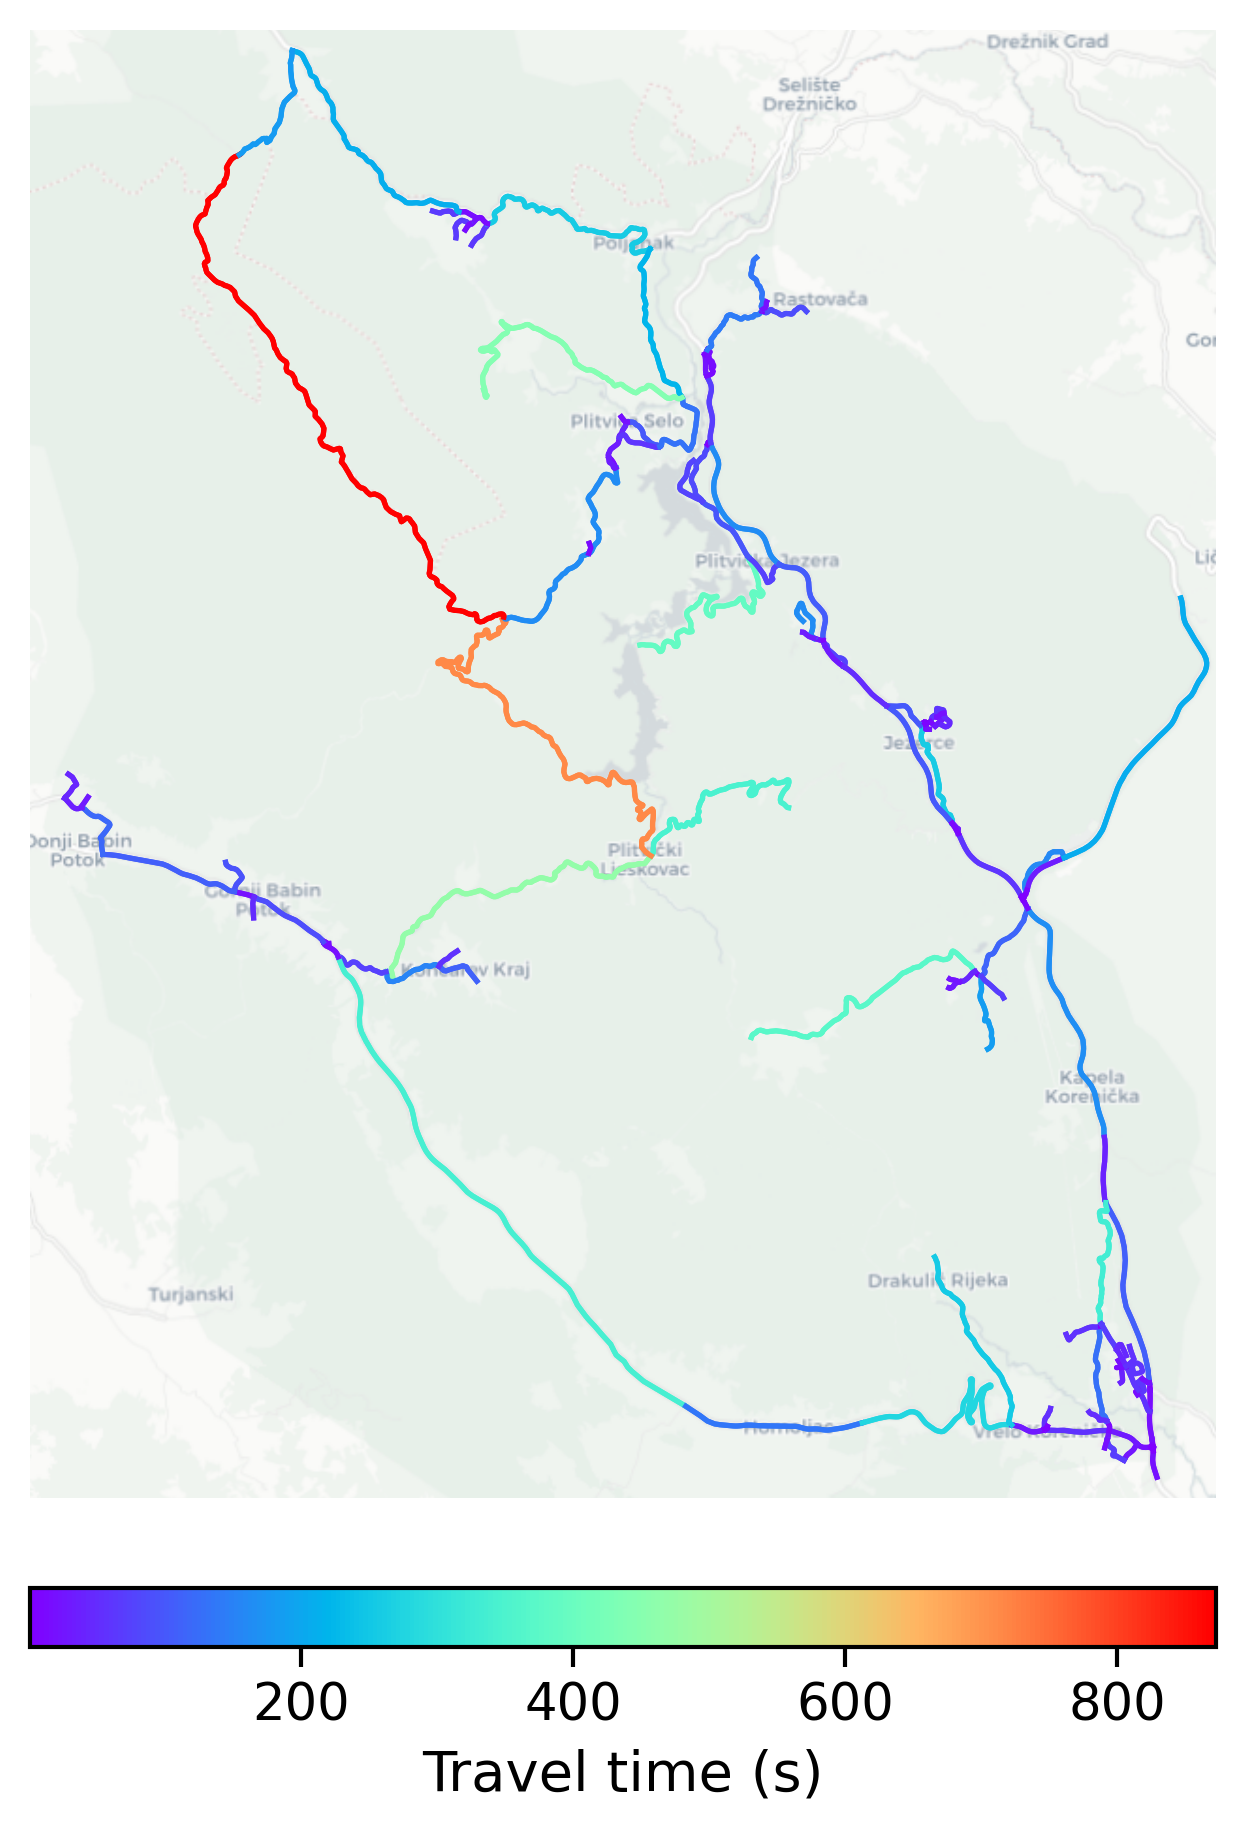 Drežnik Grad
Selište
Drežničko
Poljanak
Rastovača
Gor
Plitvica Selo
Plitvička Jezera
Lič
Jezerce
Donji Babin
Potok
Plitvički
Ljeskovac
Gornji Babin
Potok
Končarev Kraj
Kapela
Korenička
Drakulić Rijeka
Turjanski
Homoljac
Vrelo Koreničko
200
400
600
800
Travel time (s)